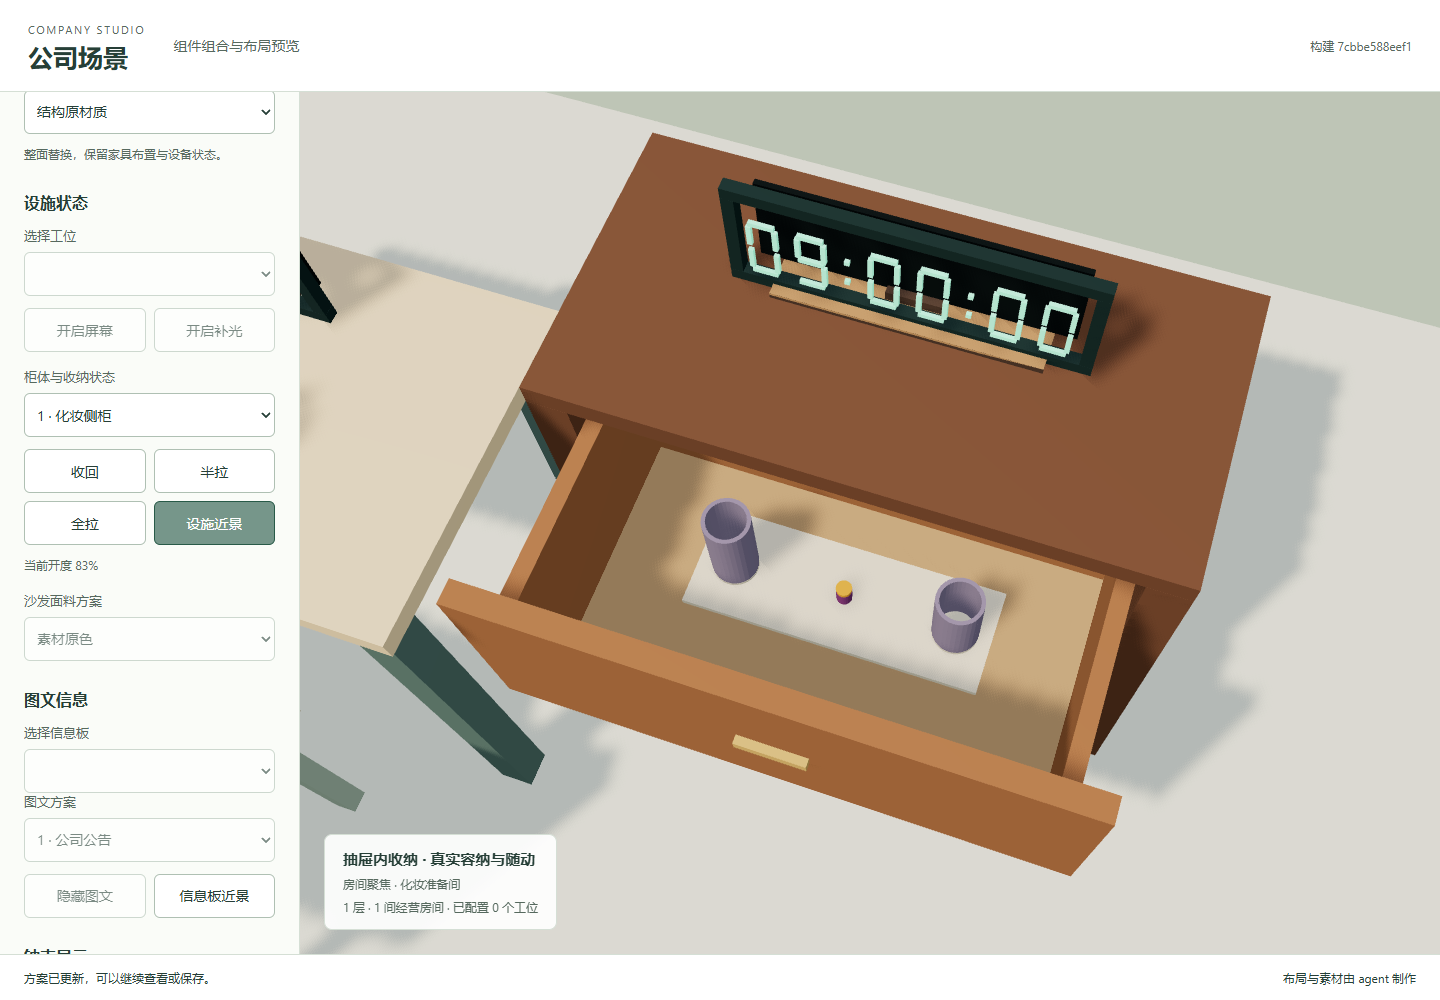 COMPANY STUDIO
公司场景
组件组合与布局预览
构建 7cbbe588eef1
结构原材质
整面替换，保留家具布置与设备状态。
设施状态
选择工位
开启屏幕
开启补光
柜体与收纳状态
1 · 化妆侧柜
收回
半拉
全拉
设施近景
当前开度 83%
沙发面料方案
素材原色
图文信息
选择信息板
图文方案
1 · 公司公告
隐藏图文
信息板近景
09:00:00
抽屉内收纳 · 真实容纳与随动
房间聚焦 · 化妆准备间
1 层 · 1 间经营房间 · 已配置 0 个工位
方案已更新，可以继续查看或保存。
布局与素材由 agent 制作